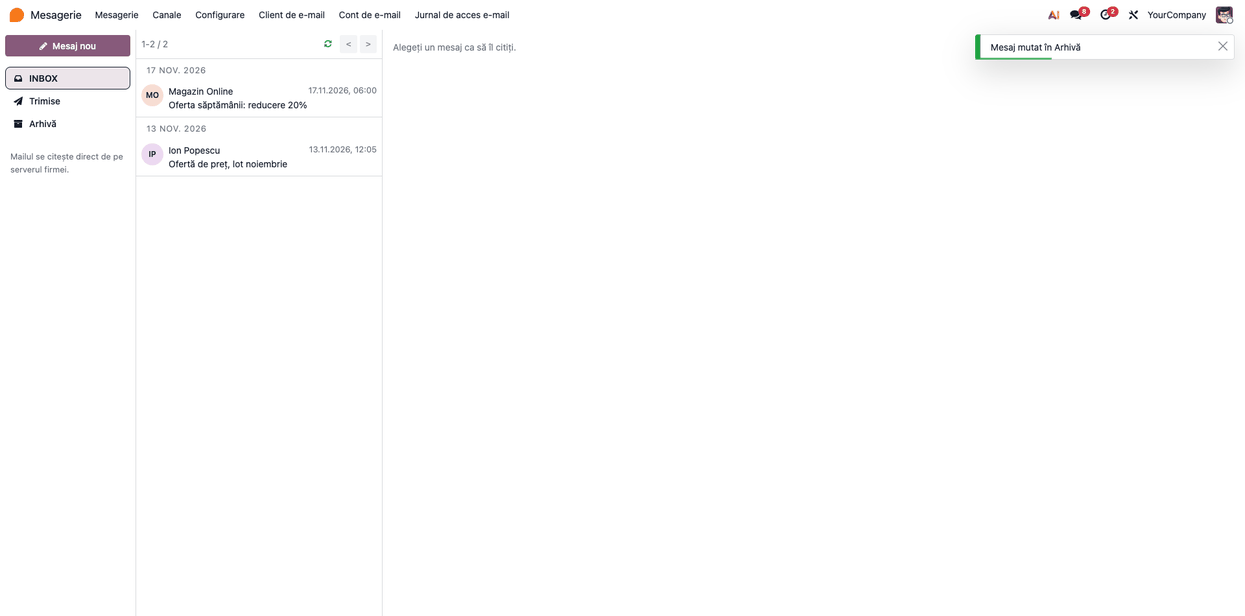 Mesagerie Mesagerie Canale Configurare Client de e-mail Cont de e-mail Jurnal de acces e-mail AI 8 2 YourCompany
Mesaj nou
INBOX
Trimise
Arhivă
Mailul se citește direct de pe
serverul firmei.
1-2 / 2 < >
17 NOV. 2026
MO Magazin Online 17.11.2026, 06:00
Oferta săptămânii: reducere 20%
13 NOV. 2026
IP Ion Popescu 13.11.2026, 12:05
Ofertă de preț, lot noiembrie
Alegeți un mesaj ca să îl citiți.
Mesaj mutat în Arhivă